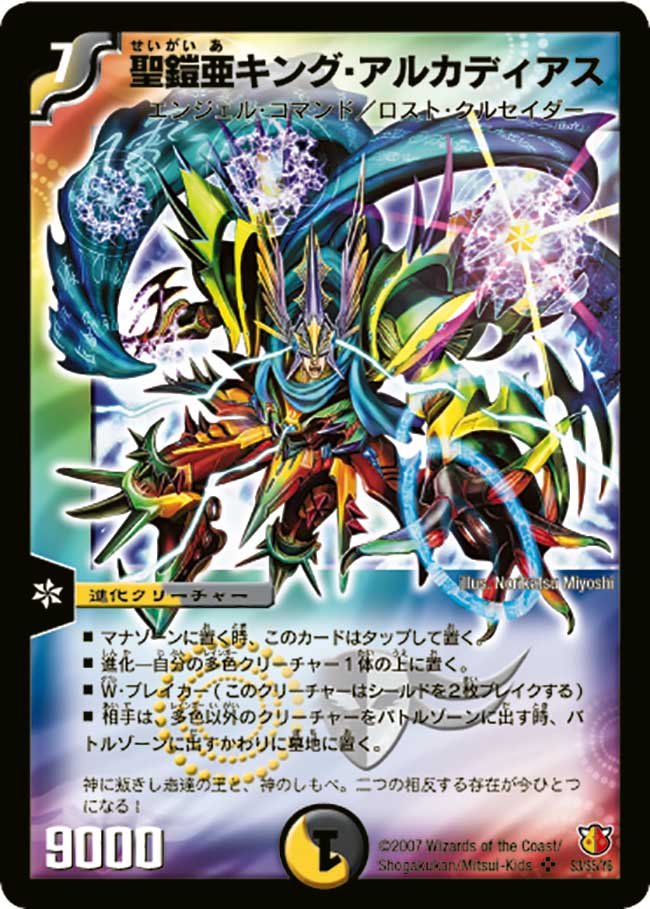 7
せいがい あ
聖鎧亜キング・アルカディアス
エンジェル・コマンド／ロスト・クルセイダー
illus. Norikatsu Miyoshi
進化クリーチャー
■ マナゾーンに置く時、このカードはタップして置く。
■ 進化―自分の多色クリーチャー１体の上に置く。
■ W・ブレイカー（このクリーチャーはシールドを２枚ブレイクする）
■ 相手は、多色以外のクリーチャーをバトルゾーンに出す時、バ
トルゾーンに出すかわりに墓地に置く。
神に叛きし悪達の王と、神のしもべ。二つの相反する存在が今ひとつ
になる！
9000
1
©2007 Wizards of the Coast/
Shogakukan/Mitsui-Kids
S3/S5/Y6